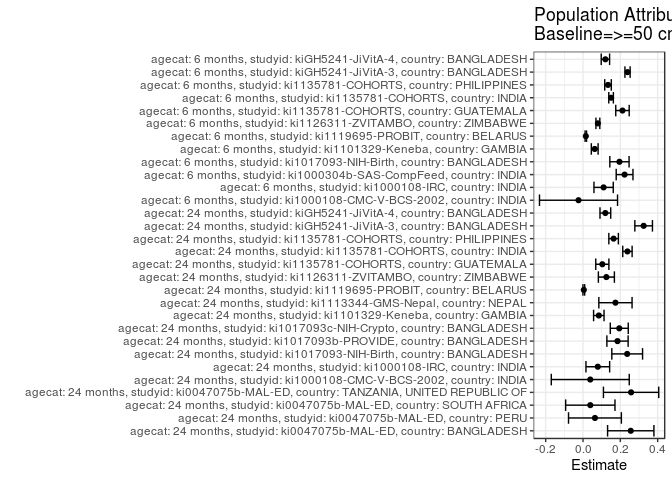 Population Attribu
Baseline=>=50 cm
agecat: 6 months, studyid: kiGH5241-JiVitA-4, country: BANGLADESH
agecat: 6 months, studyid: kiGH5241-JiVitA-3, country: BANGLADESH
agecat: 6 months, studyid: ki1135781-COHORTS, country: PHILIPPINES
agecat: 6 months, studyid: ki1135781-COHORTS, country: INDIA
agecat: 6 months, studyid: ki1135781-COHORTS, country: GUATEMALA
agecat: 6 months, studyid: ki1126311-ZVITAMBO, country: ZIMBABWE
agecat: 6 months, studyid: ki1119695-PROBIT, country: BELARUS
agecat: 6 months, studyid: ki1101329-Keneba, country: GAMBIA
agecat: 6 months, studyid: ki1017093-NIH-Birth, country: BANGLADESH
agecat: 6 months, studyid: ki1000304b-SAS-CompFeed, country: INDIA
agecat: 6 months, studyid: ki1000108-IRC, country: INDIA
agecat: 6 months, studyid: ki1000108-CMC-V-BCS-2002, country: INDIA
agecat: 24 months, studyid: kiGH5241-JiVitA-4, country: BANGLADESH
agecat: 24 months, studyid: kiGH5241-JiVitA-3, country: BANGLADESH
agecat: 24 months, studyid: ki1135781-COHORTS, country: PHILIPPINES
agecat: 24 months, studyid: ki1135781-COHORTS, country: INDIA
agecat: 24 months, studyid: ki1135781-COHORTS, country: GUATEMALA
agecat: 24 months, studyid: ki1126311-ZVITAMBO, country: ZIMBABWE
agecat: 24 months, studyid: ki1119695-PROBIT, country: BELARUS
agecat: 24 months, studyid: ki1113344-GMS-Nepal, country: NEPAL
agecat: 24 months, studyid: ki1101329-Keneba, country: GAMBIA
agecat: 24 months, studyid: ki1017093c-NIH-Crypto, country: BANGLADESH
agecat: 24 months, studyid: ki1017093b-PROVIDE, country: BANGLADESH
agecat: 24 months, studyid: ki1017093-NIH-Birth, country: BANGLADESH
agecat: 24 months, studyid: ki1000108-IRC, country: INDIA
agecat: 24 months, studyid: ki1000108-CMC-V-BCS-2002, country: INDIA
agecat: 24 months, studyid: ki0047075b-MAL-ED, country: TANZANIA, UNITED REPUBLIC OF
agecat: 24 months, studyid: ki0047075b-MAL-ED, country: SOUTH AFRICA
agecat: 24 months, studyid: ki0047075b-MAL-ED, country: PERU
agecat: 24 months, studyid: ki0047075b-MAL-ED, country: BANGLADESH
-0.2 0.0 0.2 0.4
Estimate